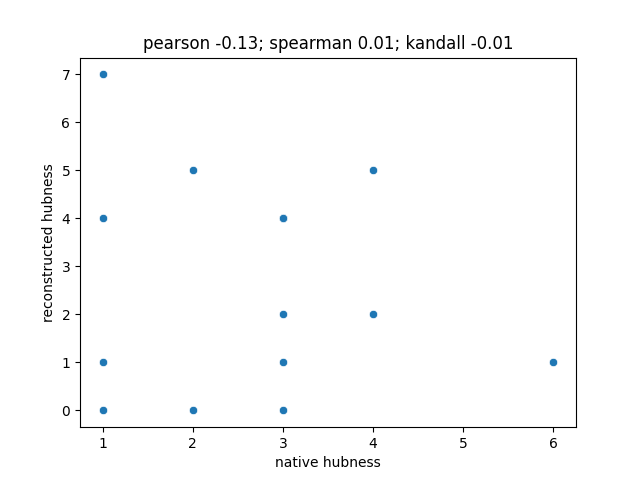 pearson -0.13; spearman 0.01; kandall -0.01
7
6
5
4
3
2
1
0
reconstructed hubness
1 2 3 4 5 6
native hubness